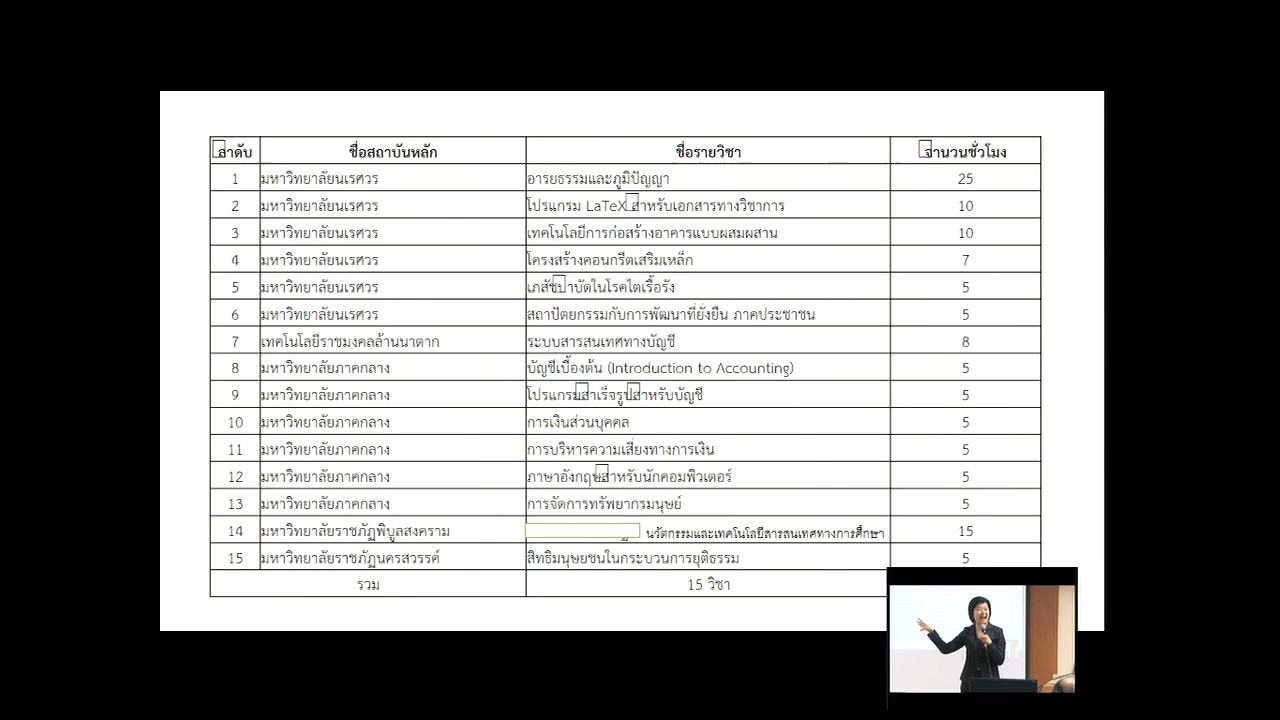 ลำดับ ชื่อสถาบันหลัก ชื่อรายวิชา จำนวนชั่วโมง
1 มหาวิทยาลัยนเรศวร อารยธรรมและภูมิปัญญา 25
2 มหาวิทยาลัยนเรศวร โปรแกรม LaTeX สำหรับเอกสารทางวิชาการ 10
3 มหาวิทยาลัยนเรศวร เทคโนโลยีการก่อสร้างอาคารแบบผสมผสาน 10
4 มหาวิทยาลัยนเรศวร โครงสร้างคอนกรีตเสริมเหล็ก 7
5 มหาวิทยาลัยนเรศวร เภสัชบำบัดในโรคไตเรื้อรัง 5
6 มหาวิทยาลัยนเรศวร สถาปัตยกรรมกับการพัฒนาที่ยั่งยืน ภาคประชาชน 5
7 เทคโนโลยีราชมงคลล้านนาตาก ระบบสารสนเทศทางบัญชี 8
8 มหาวิทยาลัยภาคกลาง บัญชีเบื้องต้น (Introduction to Accounting) 5
9 มหาวิทยาลัยภาคกลาง โปรแกรมสำเร็จรูปสำหรับบัญชี 5
10 มหาวิทยาลัยภาคกลาง การเงินส่วนบุคคล 5
11 มหาวิทยาลัยภาคกลาง การบริหารความเสี่ยงทางการเงิน 5
12 มหาวิทยาลัยภาคกลาง ภาษาอังกฤษสำหรับนักคอมพิวเตอร์ 5
13 มหาวิทยาลัยภาคกลาง การจัดการทรัพยากรมนุษย์ 5
14 มหาวิทยาลัยราชภัฏพิบูลสงคราม นวัตกรรมและเทคโนโลยีสารสนเทศทางการศึกษา 15
15 มหาวิทยาลัยราชภัฏนครสวรรค์ สิทธิมนุษยชนในกระบวนการยุติธรรม 5
รวม 15 วิชา